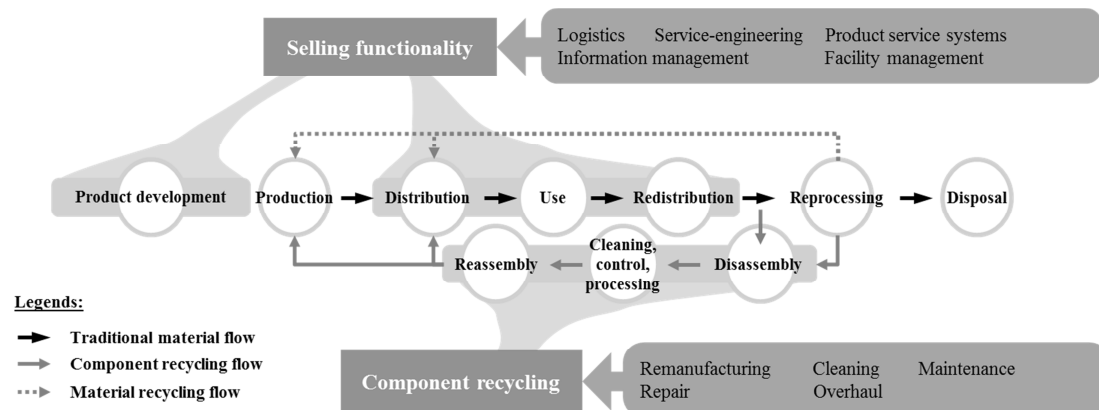 Selling functionality
Logistics Service-engineering Product service systems
Information management Facility management
Product development
Production
Distribution
Use
Redistribution
Reprocessing
Disposal
Reassembly
Cleaning,
control,
processing
Disassembly
Legends:
Traditional material flow
Component recycling flow
Material recycling flow
Component recycling
Remanufacturing Cleaning Maintenance
Repair Overhaul